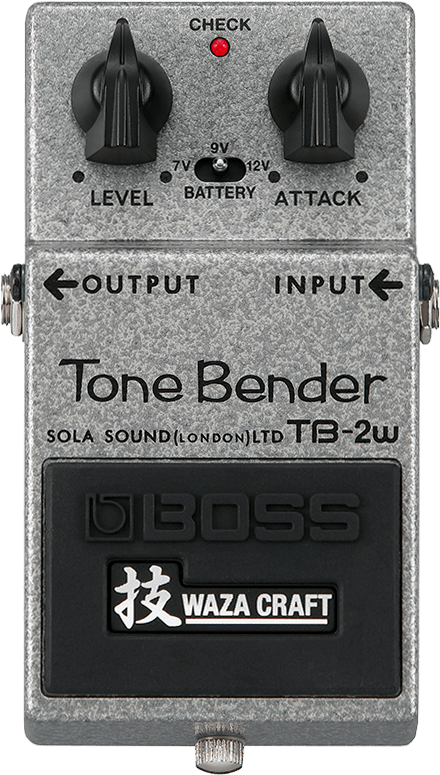 CHECK
9V
7V 12V
BATTERY
LEVEL ATTACK
←OUTPUT INPUT←
Tone Bender
SOLA SOUND(LONDON)LTD TB-2w
BOSS
技 WAZA CRAFT